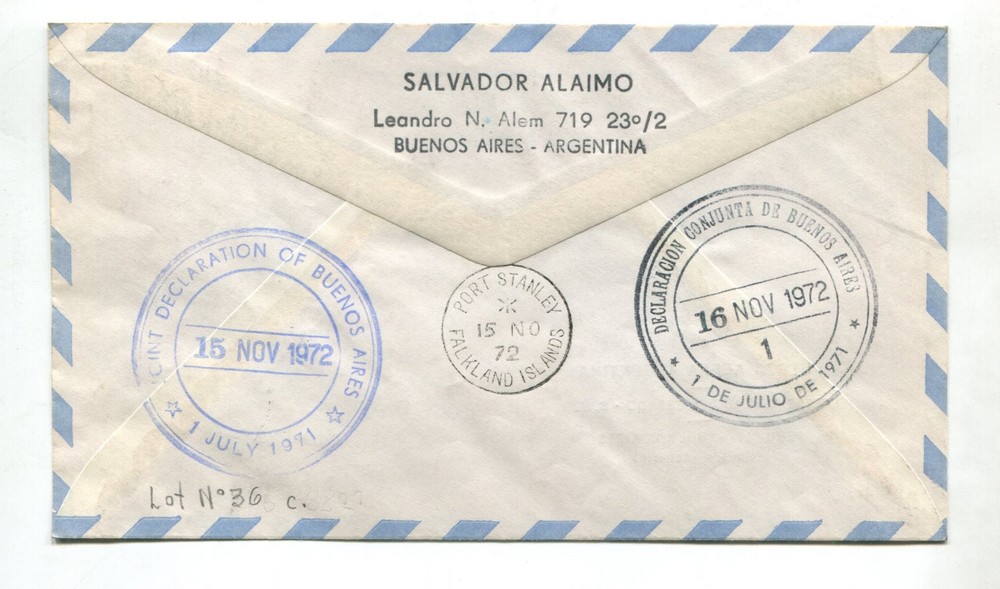 SALVADOR ALAIMO
Leandro N. Alem 719 23º/2
BUENOS AIRES - ARGENTINA
JOINT DECLARATION OF BUENOS AIRES
15 NOV 1972
☆ 1 JULY 1971 ☆
PORT STANLEY
*
15 NO
72
FALKLAND ISLANDS
DECLARACION CONJUNTA DE BUENOS AIRES
16 NOV 1972
1
★ 1 DE JULIO DE 1971 ★
Lot Nº 36 c.